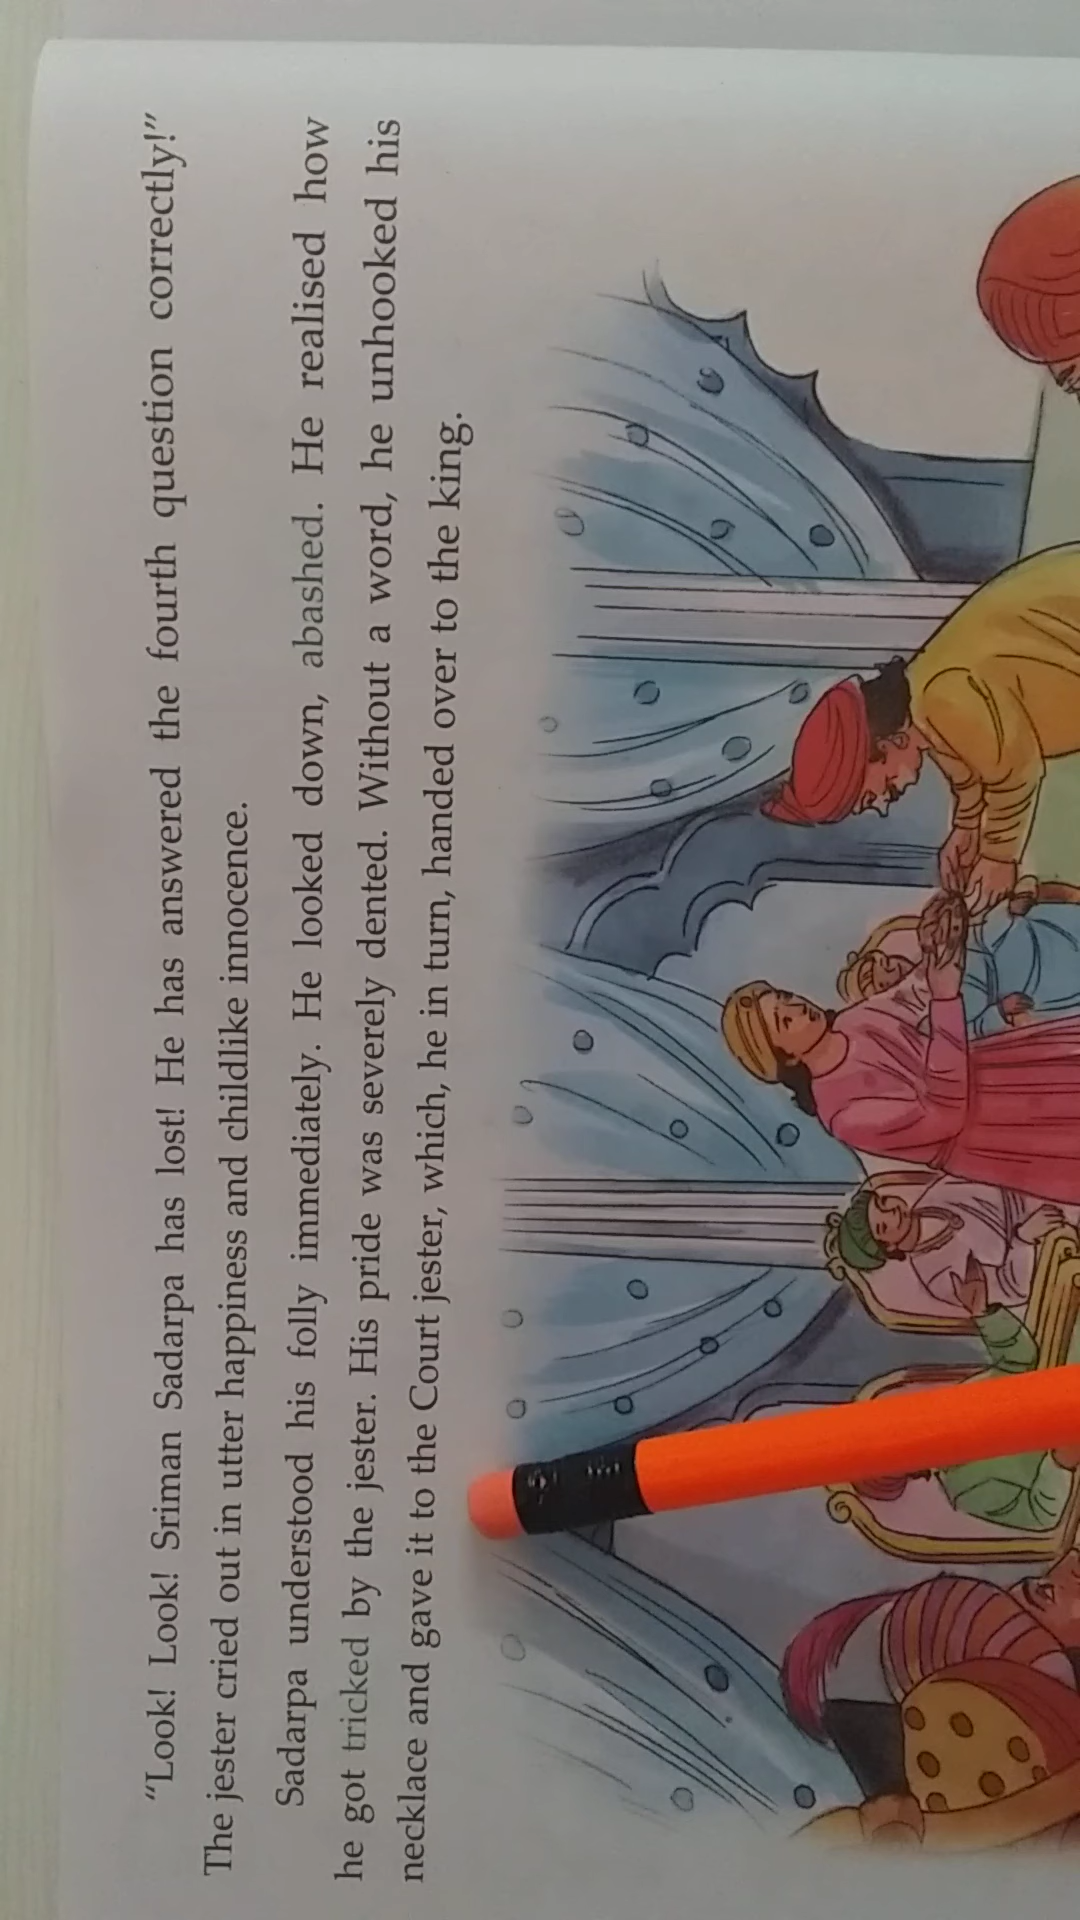 “Look! Look! Sriman Sadarpa has lost! He has answered the fourth question correctly!”
The jester cried out in utter happiness and childlike innocence.
Sadarpa understood his folly immediately. He looked down, abashed. He realised how
he got tricked by the jester. His pride was severely dented. Without a word, he unhooked his
necklace and gave it to the Court jester, which, he in turn, handed over to the king.